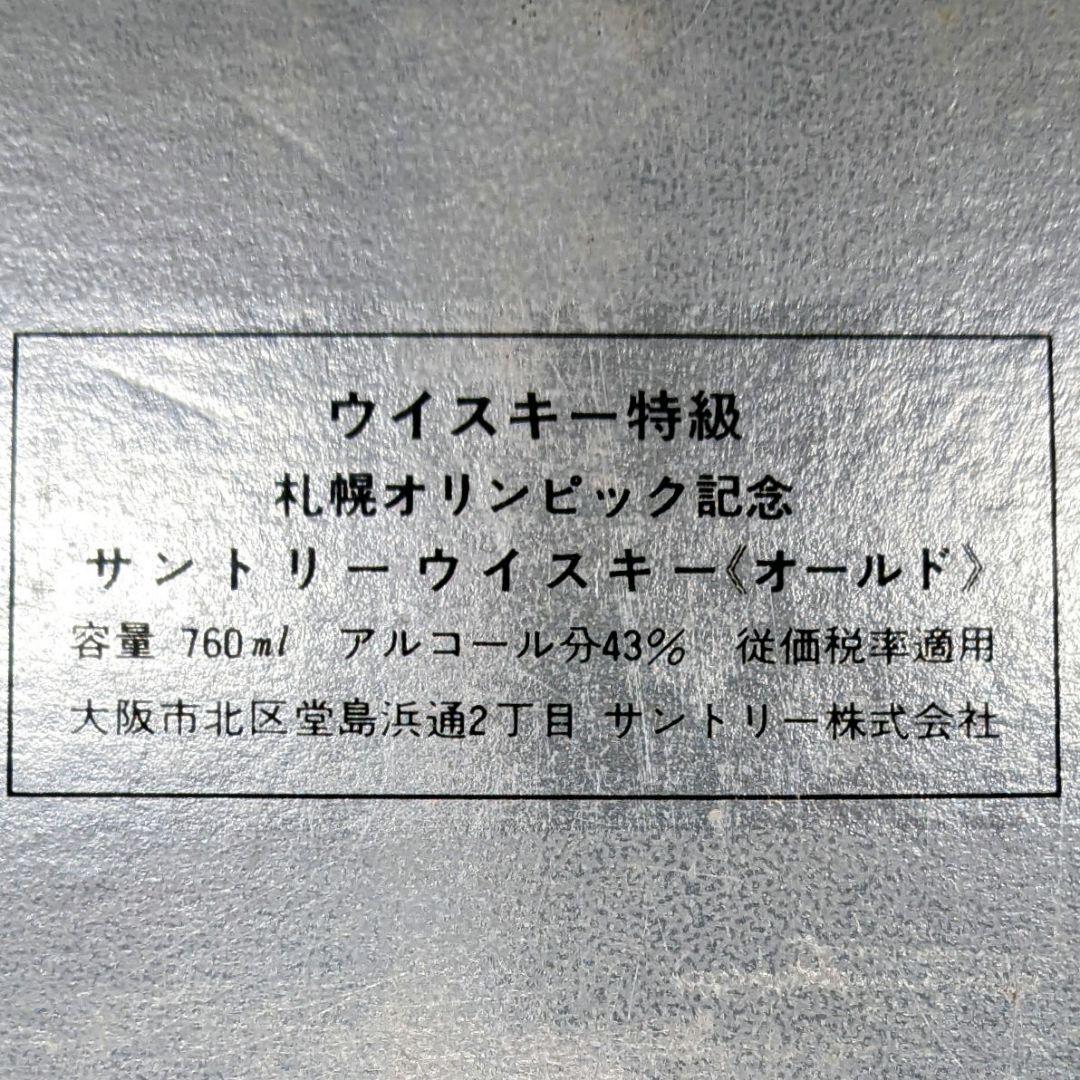 ウイスキー特級
札幌オリンピック記念
サントリーウイスキー《オールド》
容量 760ml アルコール分43% 従価税率適用
大阪市北区堂島浜通2丁目 サントリー株式会社